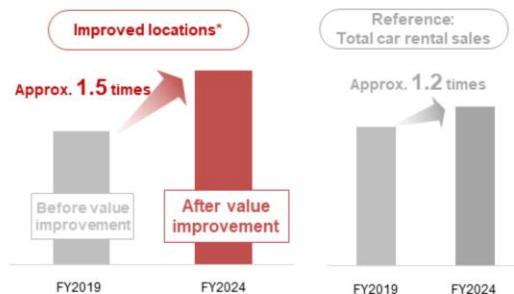 Improved locations*
Approx. 1.5 times
Before value
improvement
After value
improvement
FY2019
FY2024
Reference:
Total car rental sales
Approx. 1.2 times
FY2019
FY2024